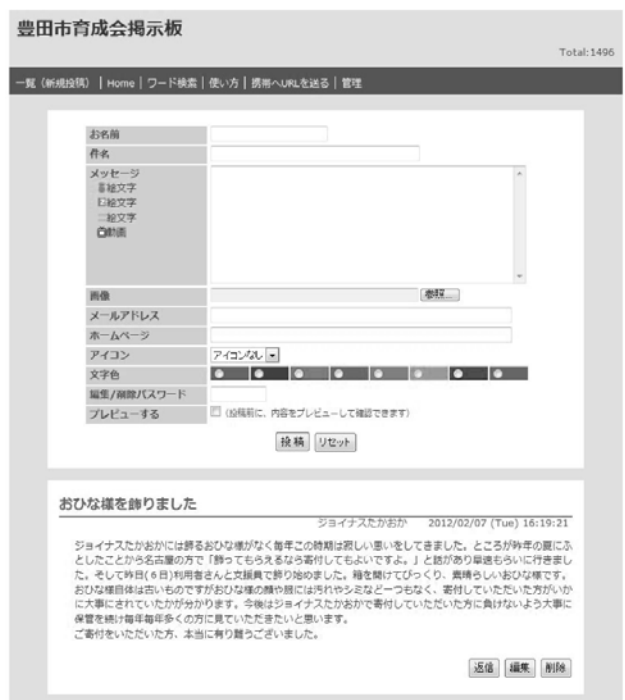 豊田市育成会掲示板
Total:1496
一覧（新規投稿）| Home | ワード検索 | 使い方 | 携帯へURLを送る | 管理
お名前
件名
メッセージ
絵文字
絵文字
絵文字
動画
画像
参照...
メールアドレス
ホームページ
アイコン
アイコンなし
文字色
編集/削除パスワード
プレビューする
（投稿前に、内容をプレビューして確認できます）
投稿 リセット
おひな様を飾りました
ジョイナスたかおか 2012/02/07 (Tue) 16:19:21
ジョイナスたかおかには飾るおひな様がなく毎年この時期は寂しい思いをしてきました。ところが昨年の夏にふ
としたことから名古屋の方で「飾ってもらえるなら寄付してもよいですよ。」と話があり早速もらいに行きまし
た。そして昨日(６日)利用者さんと支援員で飾り始めました。箱を開けてびっくり、素晴らしいおひな様です。
おひな様自体は古いものですがおひな様の顔や服には汚れやシミなど一つもなく、寄付していただいた方がいか
に大事にされていたかが分かります。今後はジョイナスたかおかで寄付していただいた方に負けないよう大事に
保管を続け毎年毎年多くの方に見ていただきたいと思います。
ご寄付をいただいた方、本当に有り難うございました。
返信 編集 削除